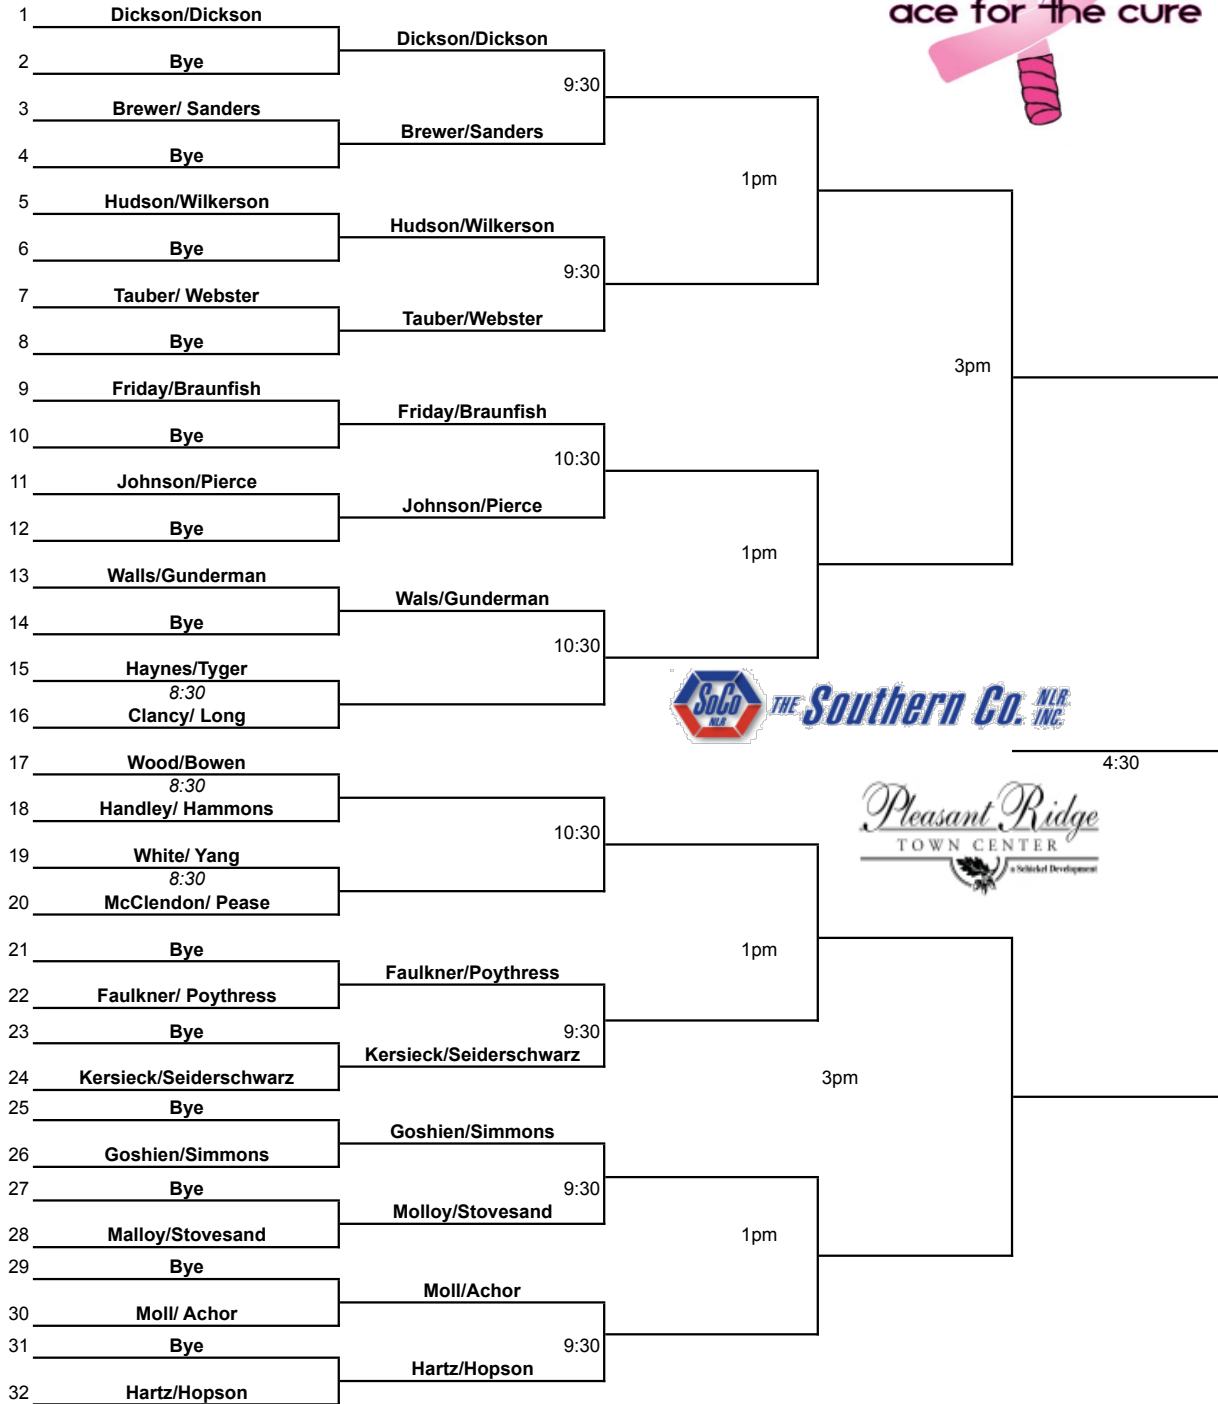 ace for the cure
1 Dickson/Dickson
Dickson/Dickson
2 Bye
9:30
3 Brewer/ Sanders
Brewer/Sanders
4 Bye
1pm
5 Hudson/Wilkerson
Hudson/Wilkerson
6 Bye
9:30
7 Tauber/ Webster
Tauber/Webster
8 Bye
3pm
9 Friday/Braunfish
Friday/Braunfish
10 Bye
10:30
11 Johnson/Pierce
Johnson/Pierce
12 Bye
1pm
13 Walls/Gunderman
Wals/Gunderman
14 Bye
10:30
15 Haynes/Tyger
8:30
16 Clancy/ Long
SoCo
NLR
THE Southern Co. NLR INC.
17 Wood/Bowen
4:30
8:30
18 Handley/ Hammons
10:30
Pleasant Ridge
TOWN CENTER
a Schickel Development
19 White/ Yang
8:30
20 McClendon/ Pease
21 Bye
1pm
Faulkner/Poythress
22 Faulkner/ Poythress
23 Bye
9:30
Kersieck/Seiderschwarz
24 Kersieck/Seiderschwarz
3pm
25 Bye
Goshien/Simmons
26 Goshien/Simmons
27 Bye
9:30
Molloy/Stovesand
28 Malloy/Stovesand
1pm
29 Bye
Moll/Achor
30 Moll/ Achor
31 Bye
9:30
Hartz/Hopson
32 Hartz/Hopson